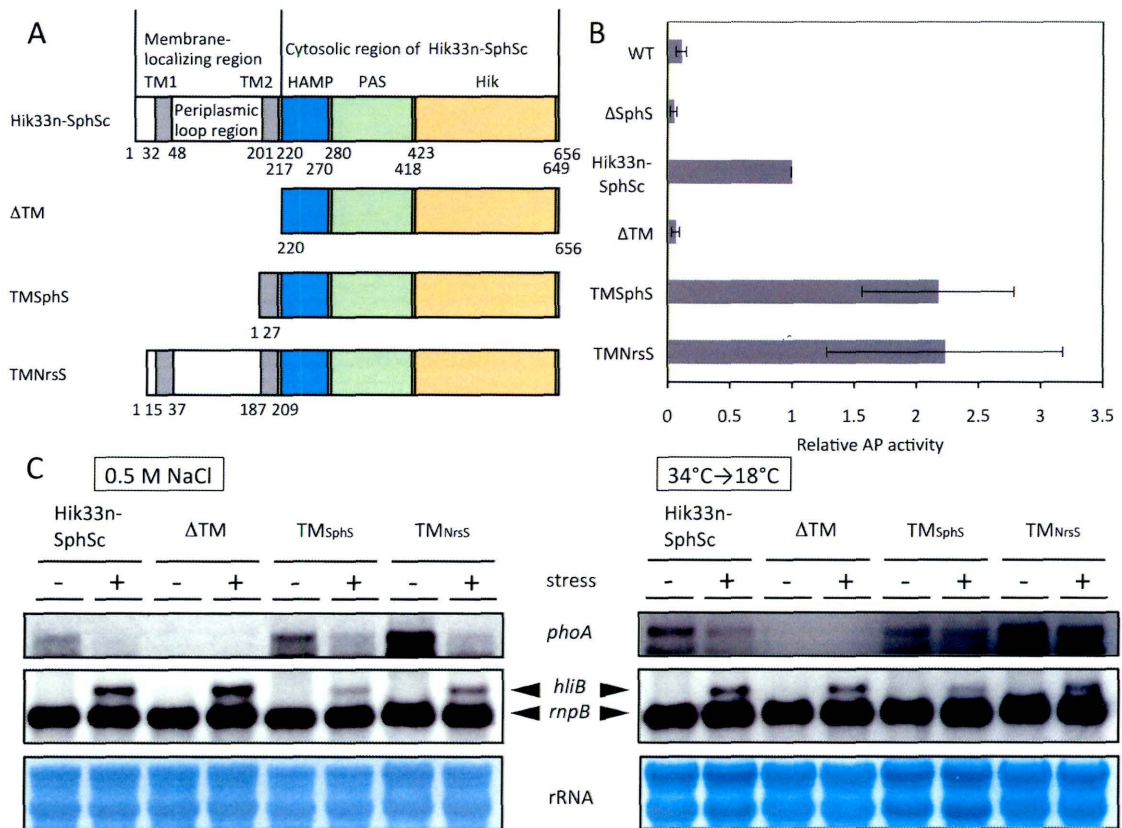 A
Membrane-
localizing region
Cytosolic region of Hik33n-SphSc
TM1 TM2 HAMP PAS Hik
Hik33n-SphSc
Periplasmic
loop region
1 32 48 201 220 280 423 656
217 270 418 649
ΔTM
220 656
TMSphS
1 27
TMNrsS
1 15 37 187 209
B
WT
ΔSphS
Hik33n-
SphSc
ΔTM
TMSphS
TMNrsS
0 0.5 1 1.5 2 2.5 3 3.5
Relative AP activity
C
0.5 M NaCl
Hik33n-
SphSc
ΔTM TMSphS TMNrsS
- + - + - + - +
stress
phoA
hliB
rnpB
rRNA
34°C→18°C
Hik33n-
SphSc
ΔTM TMSphS TMNrsS
- + - + - + - +